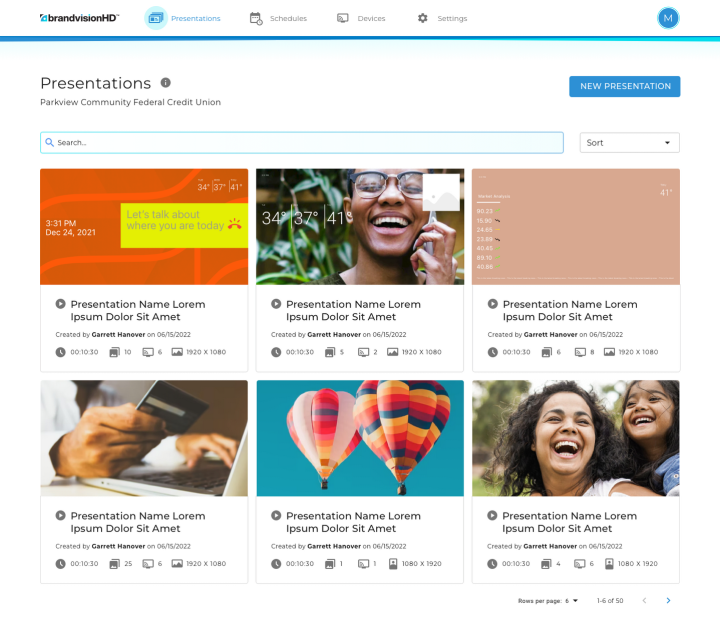 brandvisionHD™
Presentations
Schedules
Devices
Settings
M
Presentations
Parkview Community Federal Credit Union
NEW PRESENTATION
Search...
Sort
34° 37° 41°
3:31 PM
Dec 24, 2021
Let's talk about
where you are today
34° 37° 41°
41°
Market Analysis
90.23
15.90
24.65
23.89
40.45
89.10
40.88
Presentation Name Lorem
Ipsum Dolor Sit Amet
Created by Garrett Hanover on 06/15/2022
00:10:30 10 6 1920 X 1080
Presentation Name Lorem
Ipsum Dolor Sit Amet
Created by Garrett Hanover on 06/15/2022
00:10:30 5 2 1920 X 1080
Presentation Name Lorem
Ipsum Dolor Sit Amet
Created by Garrett Hanover on 06/15/2022
00:10:30 6 8 1920 X 1080
Presentation Name Lorem
Ipsum Dolor Sit Amet
Created by Garrett Hanover on 06/15/2022
00:10:30 25 6 1920 X 1080
Presentation Name Lorem
Ipsum Dolor Sit Amet
Created by Garrett Hanover on 06/15/2022
00:10:30 1 1 1080 X 1920
Presentation Name Lorem
Ipsum Dolor Sit Amet
Created by Garrett Hanover on 06/15/2022
00:10:30 4 6 1080 X 1920
Rows per page: 6 1-6 of 50